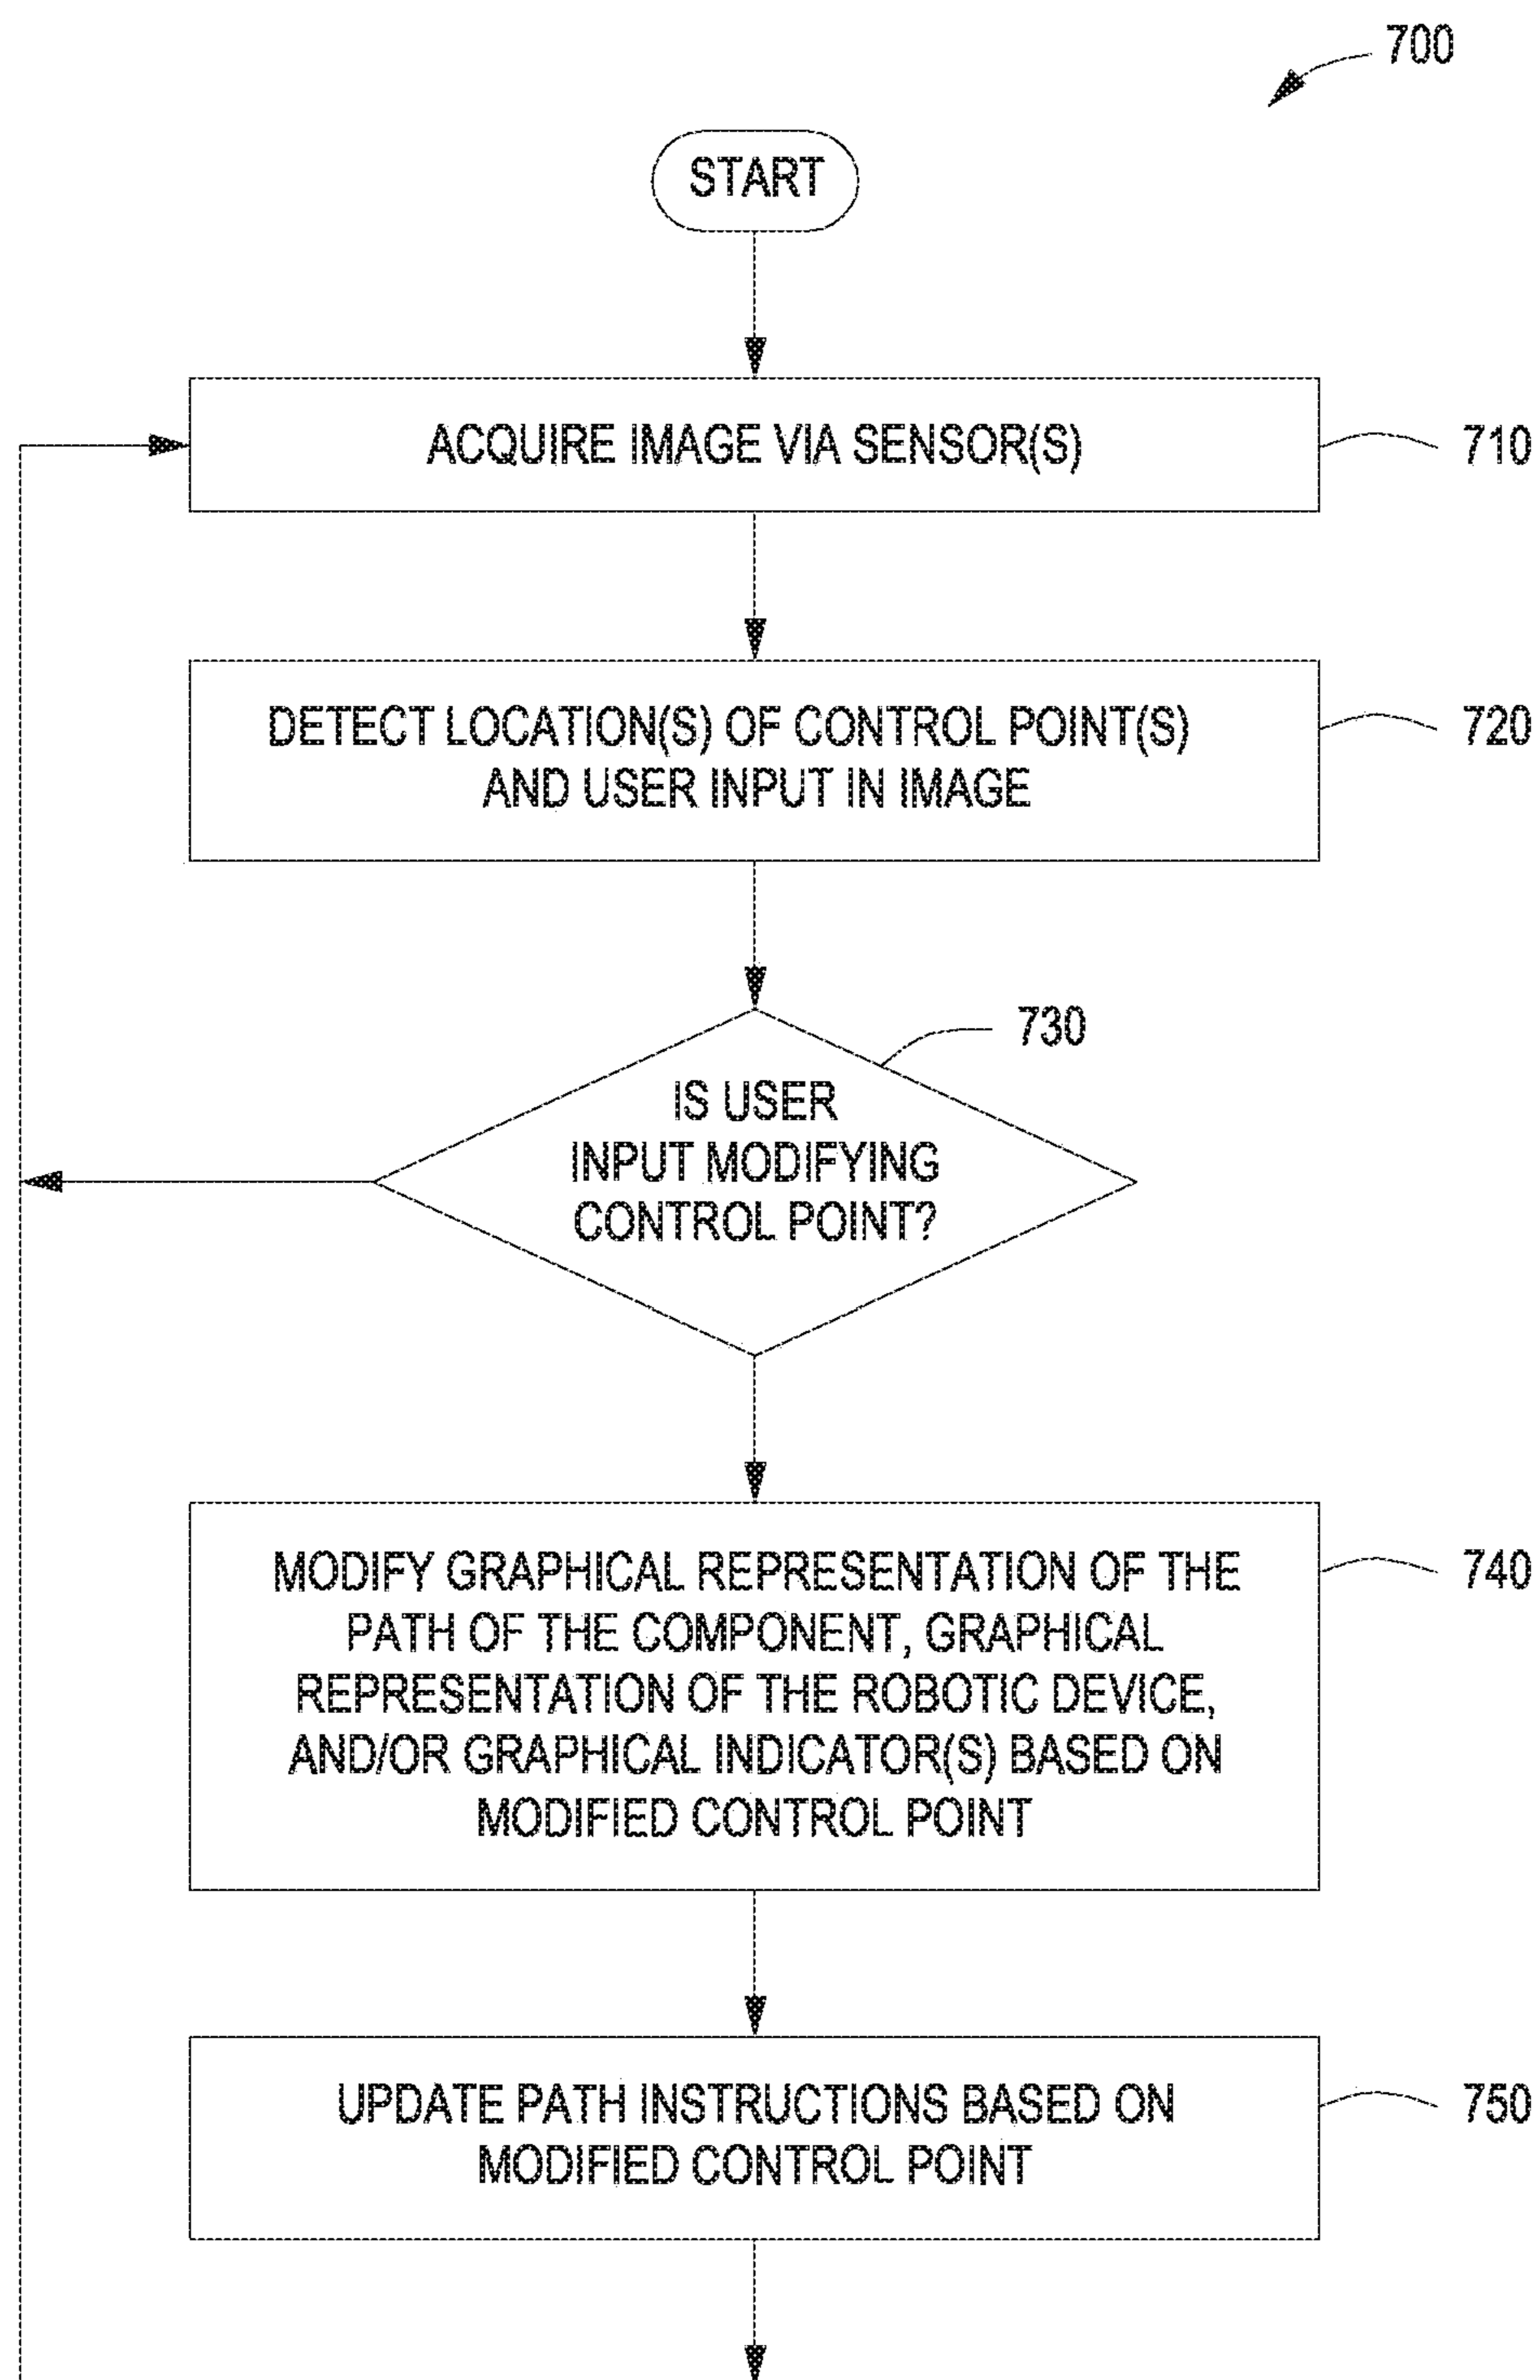 700
START
ACQUIRE IMAGE VIA SENSOR(S)
710
DETECT LOCATION(S) OF CONTROL POINT(S)
AND USER INPUT IN IMAGE
720
730
IS USER
INPUT MODIFYING
CONTROL POINT?
MODIFY GRAPHICAL REPRESENTATION OF THE
PATH OF THE COMPONENT, GRAPHICAL
REPRESENTATION OF THE ROBOTIC DEVICE,
AND/OR GRAPHICAL INDICATOR(S) BASED ON
MODIFIED CONTROL POINT
740
UPDATE PATH INSTRUCTIONS BASED ON
MODIFIED CONTROL POINT
750